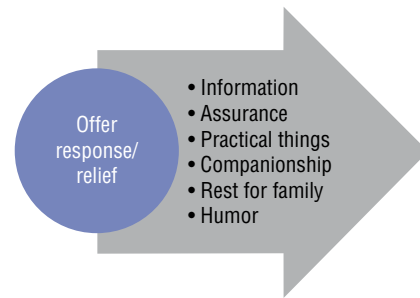 Offer
response/
relief
• Information
• Assurance
• Practical things
• Companionship
• Rest for family
• Humor